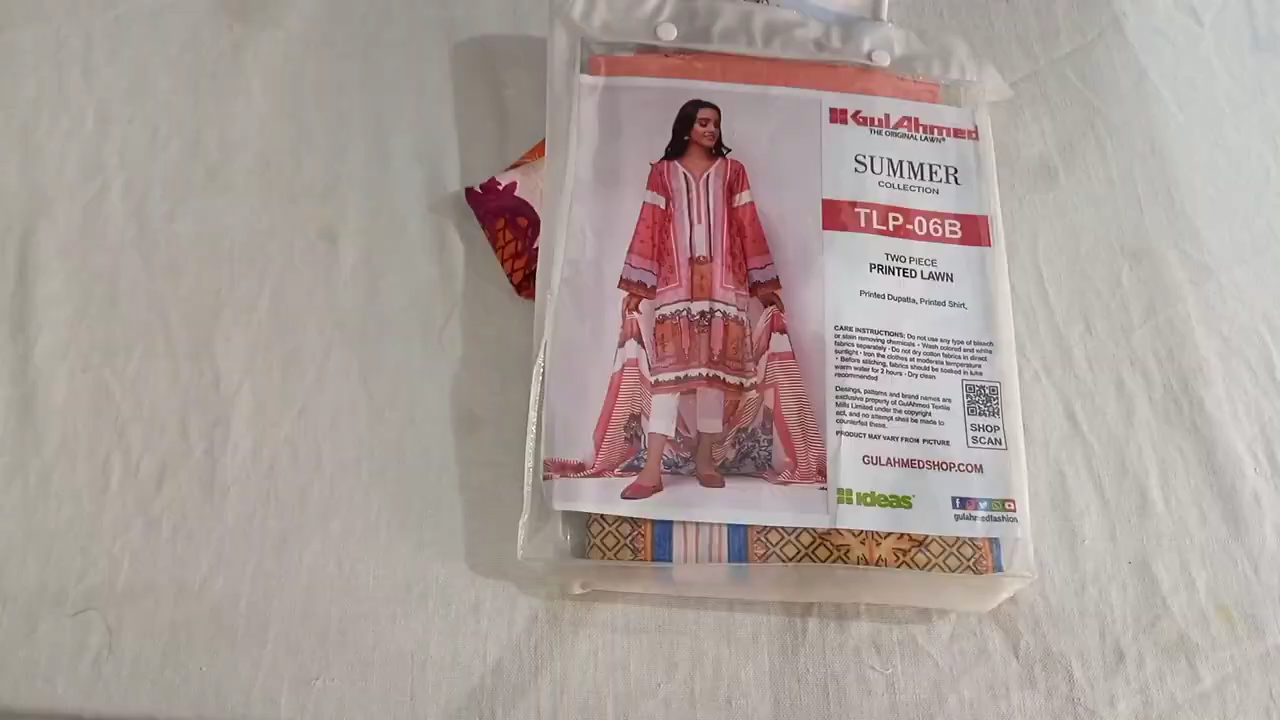 GulAhmed
THE ORIGINAL LAWN®
SUMMER
COLLECTION
TLP-06B
TWO PIECE
PRINTED LAWN
Printed Dupatta, Printed Shirt,
CARE INSTRUCTIONS: Do not use any type of bleach
or stain removing chemicals • Wash colored and white
fabrics separately • Do not dry cotton fabrics in direct
sunlight • Iron the clothes at moderate temperature
• Before stitching, fabrics should be soaked in luke
warm water for 2 hours • Dry clean
recommended
Desings, patterns and brand names are
exclusive property of GulAhmed Textile
Mills Limited under the copyright
act, and no attempt shall be made to
counterfeit these.
PRODUCT MAY VARY FROM PICTURE
SHOP
SCAN
GULAHMEDSHOP.COM
ideas®
gulahmedfashion